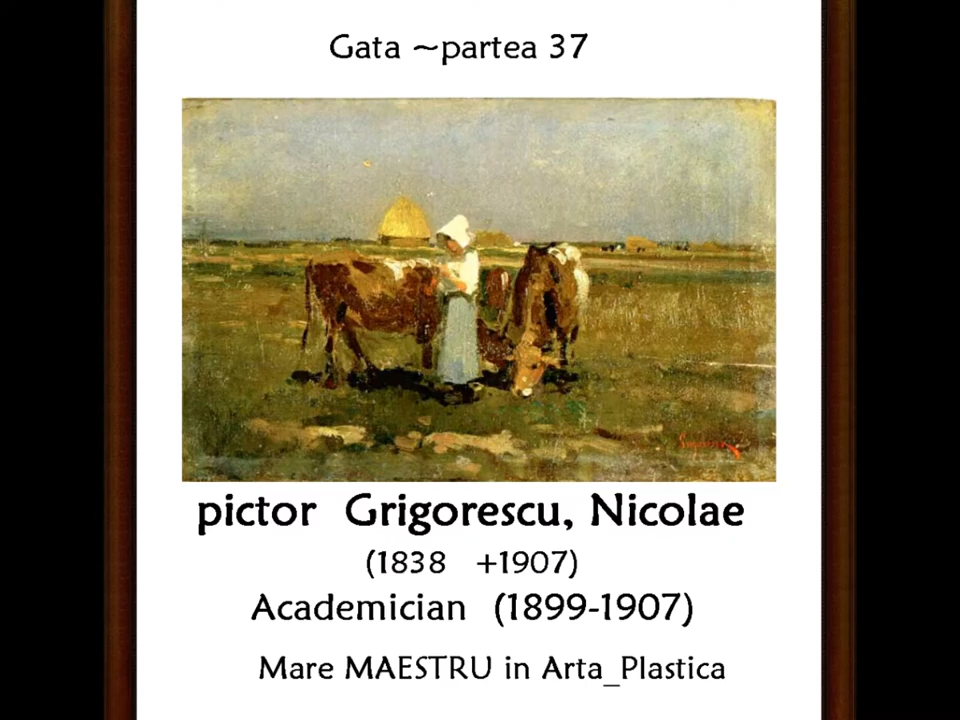 Gata ~partea 37
pictor Grigorescu, Nicolae
(1838 +1907)
Academician (1899-1907)
Mare MAESTRU in Arta_Plastica